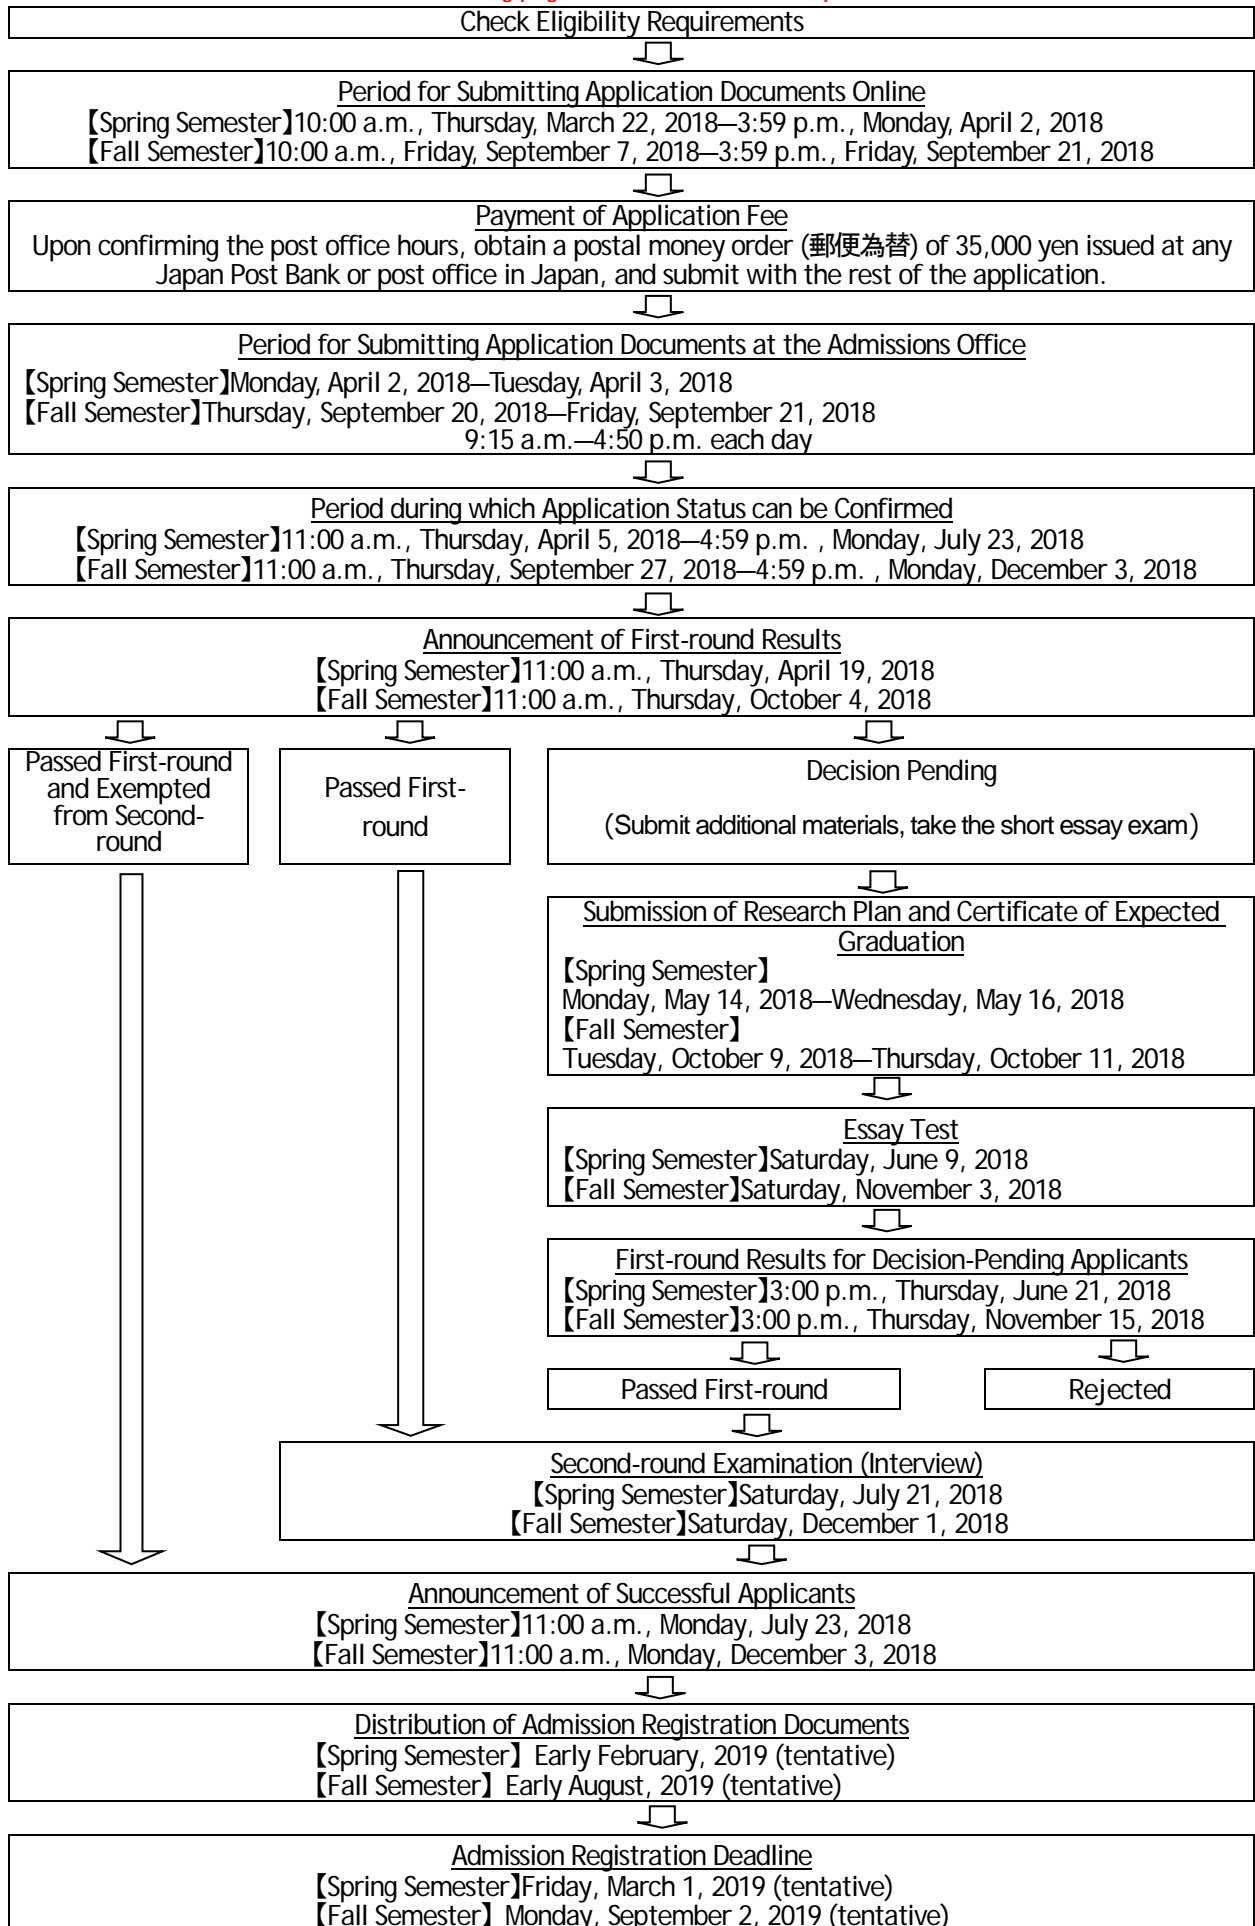 Check Eligibility Requirements
Period for Submitting Application Documents Online
【Spring Semester】10:00 a.m., Thursday, March 22, 2018—3:59 p.m., Monday, April 2, 2018
【Fall Semester】10:00 a.m., Friday, September 7, 2018—3:59 p.m., Friday, September 21, 2018
Payment of Application Fee
Upon confirming the post office hours, obtain a postal money order (郵便為替) of 35,000 yen issued at any
Japan Post Bank or post office in Japan, and submit with the rest of the application.
Period for Submitting Application Documents at the Admissions Office
【Spring Semester】Monday, April 2, 2018—Tuesday, April 3, 2018
【Fall Semester】Thursday, September 20, 2018—Friday, September 21, 2018
9:15 a.m.—4:50 p.m. each day
Period during which Application Status can be Confirmed
【Spring Semester】11:00 a.m., Thursday, April 5, 2018—4:59 p.m. , Monday, July 23, 2018
【Fall Semester】11:00 a.m., Thursday, September 27, 2018—4:59 p.m. , Monday, December 3, 2018
Announcement of First-round Results
【Spring Semester】11:00 a.m., Thursday, April 19, 2018
【Fall Semester】11:00 a.m., Thursday, October 4, 2018
Passed First-round
and Exempted
from Second-
round
Passed First-
round
Decision Pending
(Submit additional materials, take the short essay exam)
Submission of Research Plan and Certificate of Expected
Graduation
【Spring Semester】
Monday, May 14, 2018—Wednesday, May 16, 2018
【Fall Semester】
Tuesday, October 9, 2018—Thursday, October 11, 2018
Essay Test
【Spring Semester】Saturday, June 9, 2018
【Fall Semester】Saturday, November 3, 2018
First-round Results for Decision-Pending Applicants
【Spring Semester】3:00 p.m., Thursday, June 21, 2018
【Fall Semester】3:00 p.m., Thursday, November 15, 2018
Passed First-round
Rejected
Second-round Examination (Interview)
【Spring Semester】Saturday, July 21, 2018
【Fall Semester】Saturday, December 1, 2018
Announcement of Successful Applicants
【Spring Semester】11:00 a.m., Monday, July 23, 2018
【Fall Semester】11:00 a.m., Monday, December 3, 2018
Distribution of Admission Registration Documents
【Spring Semester】 Early February, 2019 (tentative)
【Fall Semester】 Early August, 2019 (tentative)
Admission Registration Deadline
【Spring Semester】Friday, March 1, 2019 (tentative)
【Fall Semester】 Monday, September 2, 2019 (tentative)